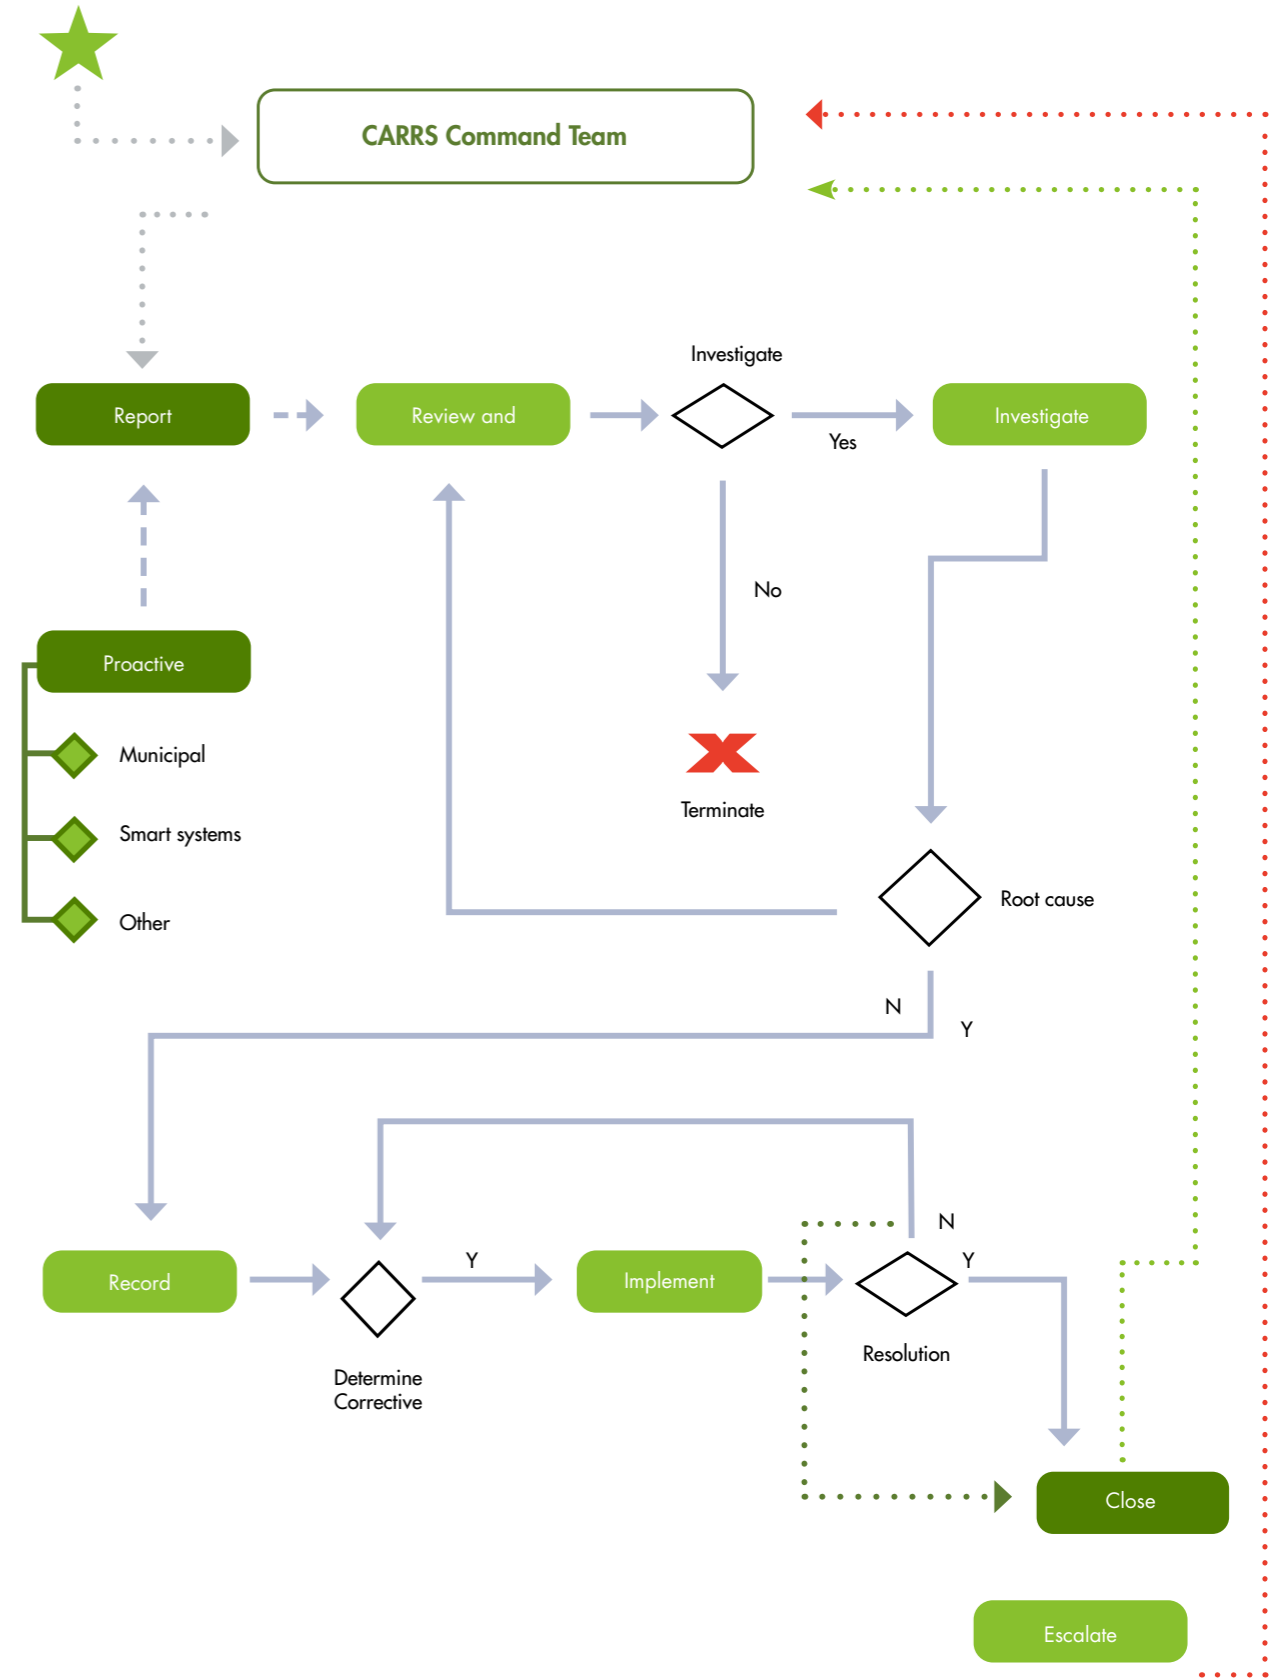 CARRS Command Team
Investigate
Report
Review and
Investigate
Yes
No
Proactive
Municipal
Terminate
Smart systems
Root cause
Other
N
Y
N
Y
Y
Record
Implement
Resolution
Determine
Corrective
Close
Escalate